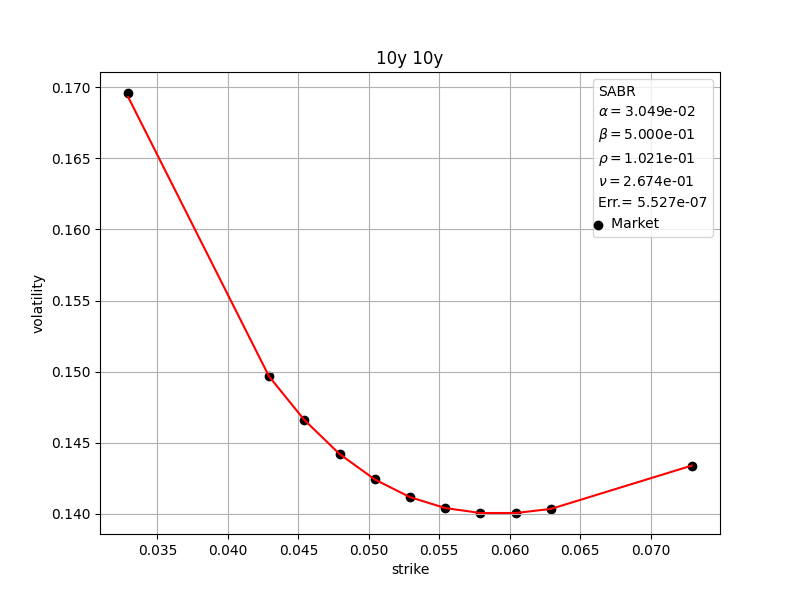 10y 10y
SABR
α = 3.049e-02
β = 5.000e-01
ρ = 1.021e-01
ν = 2.674e-01
Err.= 5.527e-07
Market
0.170
0.165
0.160
0.155
0.150
0.145
0.140
volatility
0.035 0.040 0.045 0.050 0.055 0.060 0.065 0.070
strike